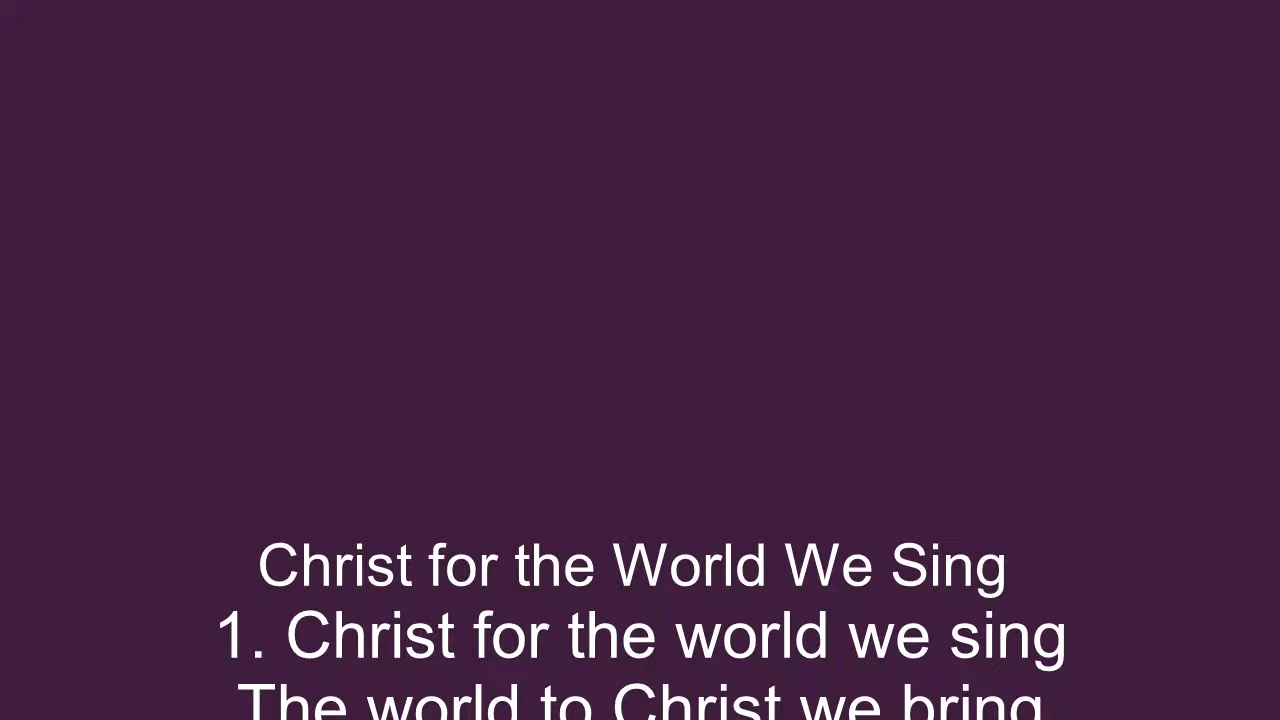 Christ for the World We Sing
1. Christ for the world we sing
The world to Christ we bring